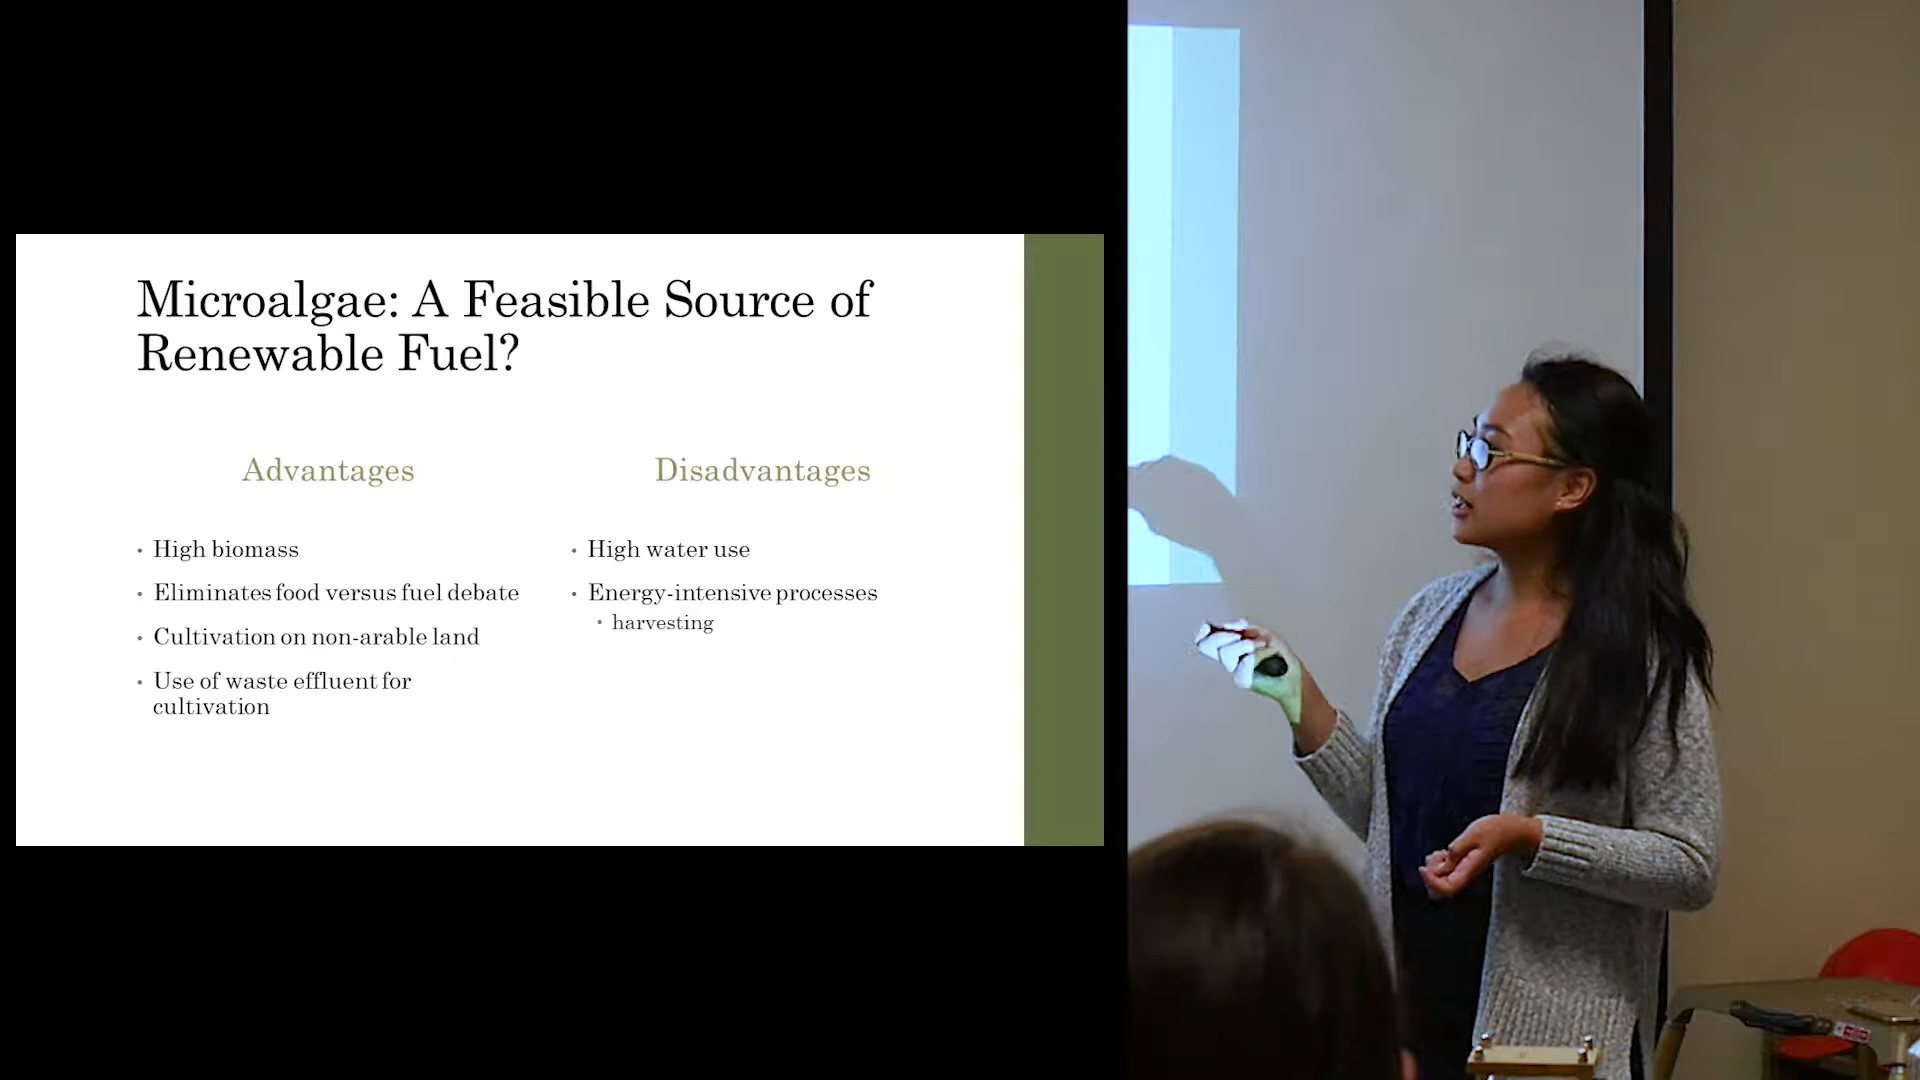 Microalgae: A Feasible Source of
Renewable Fuel?
Advantages
• High biomass
• Eliminates food versus fuel debate
• Cultivation on non-arable land
• Use of waste effluent for
cultivation
Disadvantages
• High water use
• Energy-intensive processes
• harvesting